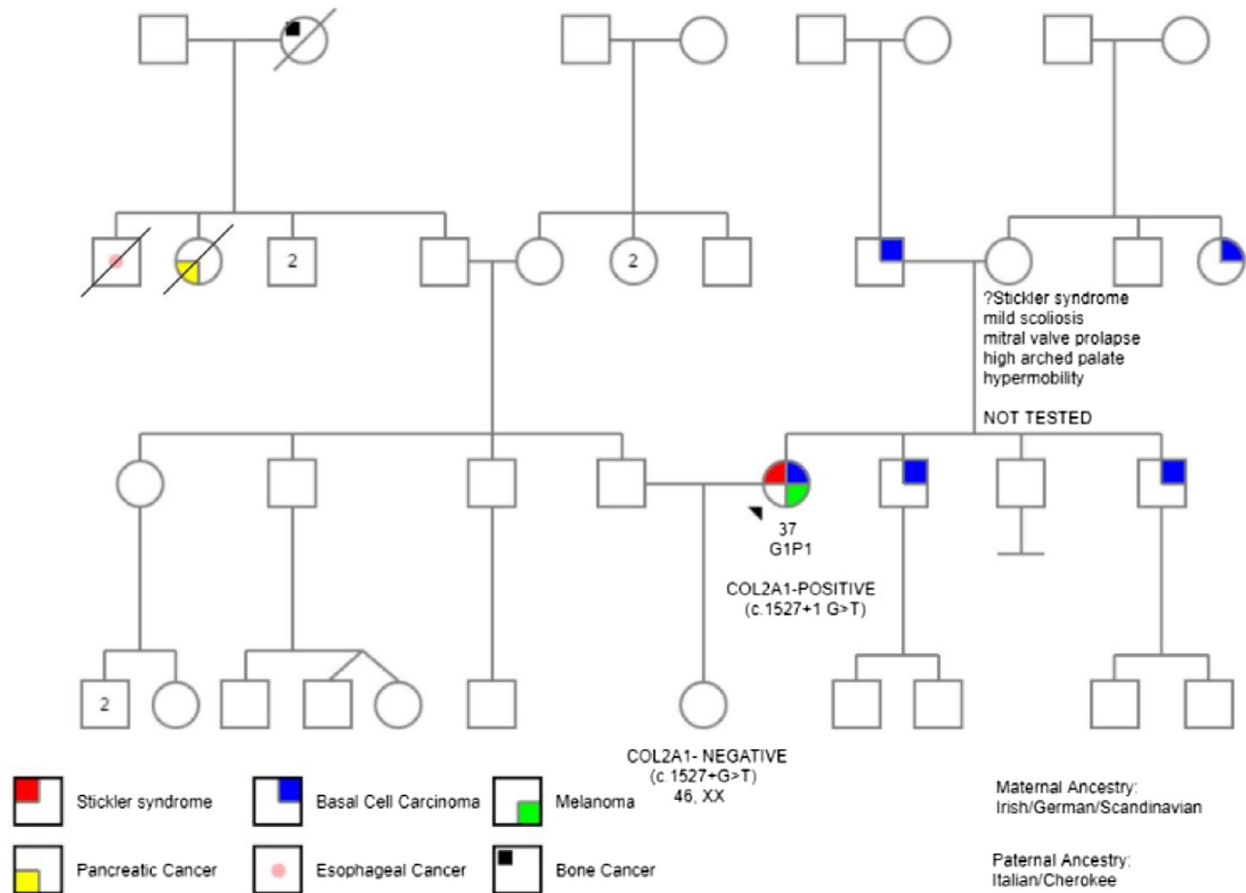 2
2
?Stickler syndrome
mild scoliosis
mitral valve prolapse
high arched palate
hypermobility
NOT TESTED
37
G1P1
COL2A1-POSITIVE
(c.1527+1 G>T)
2
COL2A1- NEGATIVE
(c.1527+G>T)
46, XX
Stickler syndrome
Basal Cell Carcinoma
Melanoma
Maternal Ancestry:
Irish/German/Scandinavian
Pancreatic Cancer
Esophageal Cancer
Bone Cancer
Paternal Ancestry:
Italian/Cherokee